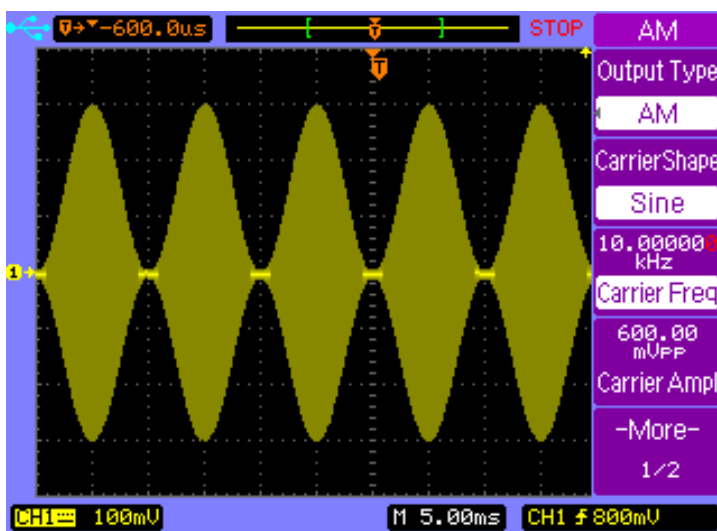 T→▼-600.0us
T
STOP
AM
T
Output Type
AM
CarrierShape
Sine
10.000000
kHz
Carrier Freq
1
600.00
mVPP
Carrier Ampl
-More-
1/2
CH1 100mV
M 5.00ms
CH1 800mV